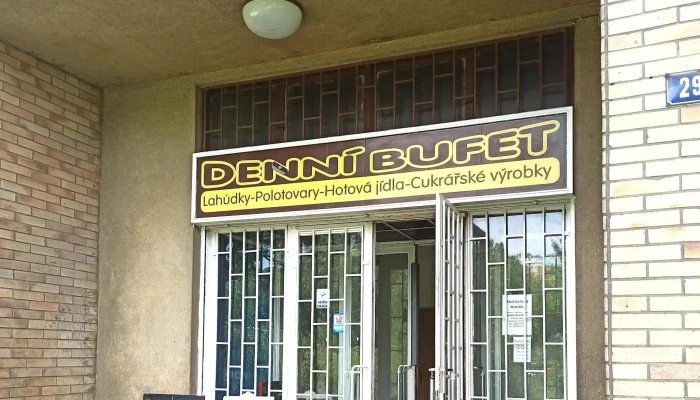 29
DENNÍ BUFET
Lahůdky-Polotovary-Hotová jídla-Cukrářské výrobky